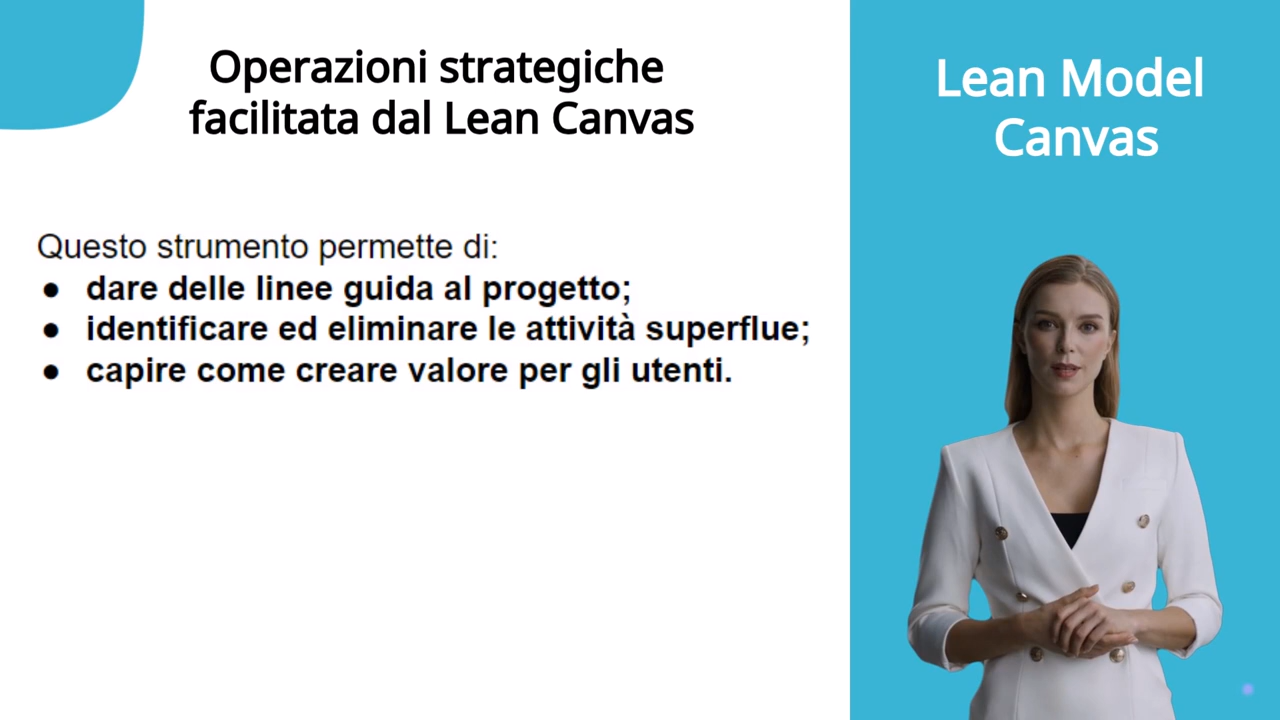 Operazioni strategiche
facilitata dal Lean Canvas
Lean Model
Canvas
Questo strumento permette di:
● dare delle linee guida al progetto;
● identificare ed eliminare le attività superflue;
● capire come creare valore per gli utenti.